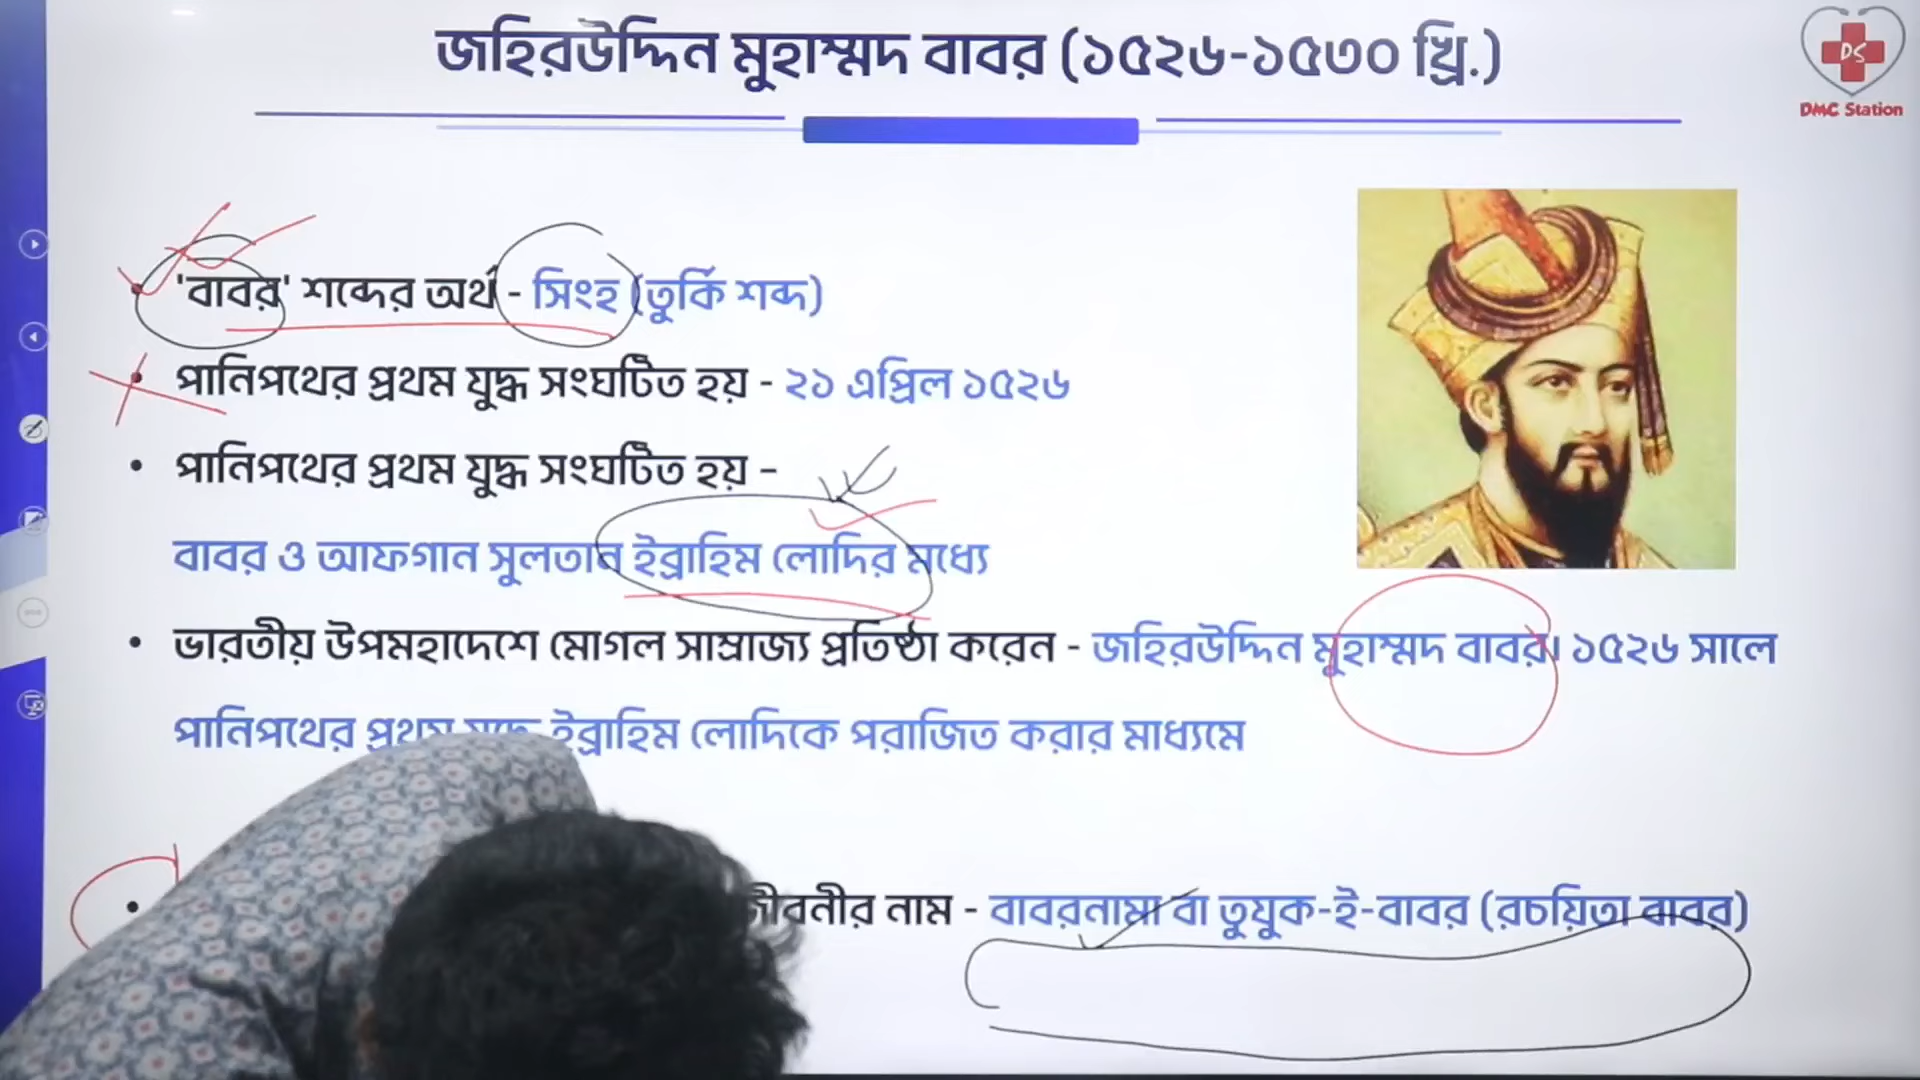 জহিরউদ্দিন মুহাম্মদ বাবর (১৫২৬-১৫৩০ খ্রি.)
DS
DMC Station
'বাবর' শব্দের অর্থ - সিংহ (তুর্কি শব্দ)
পানিপথের প্রথম যুদ্ধ সংঘটিত হয় - ২১ এপ্রিল ১৫২৬
পানিপথের প্রথম যুদ্ধ সংঘটিত হয় –
বাবর ও আফগান সুলতান ইব্রাহিম লোদির মধ্যে
ভারতীয় উপমহাদেশে মোগল সাম্রাজ্য প্রতিষ্ঠা করেন - জহিরউদ্দিন মুহাম্মদ বাবর। ১৫২৬ সালে
পানিপথের প্রথম ইব্রাহিম লোদিকে পরাজিত করার মাধ্যমে
জীবনীর নাম - বাবরনামা বা তুযুক-ই-বাবর (রচয়িতা বাবর)